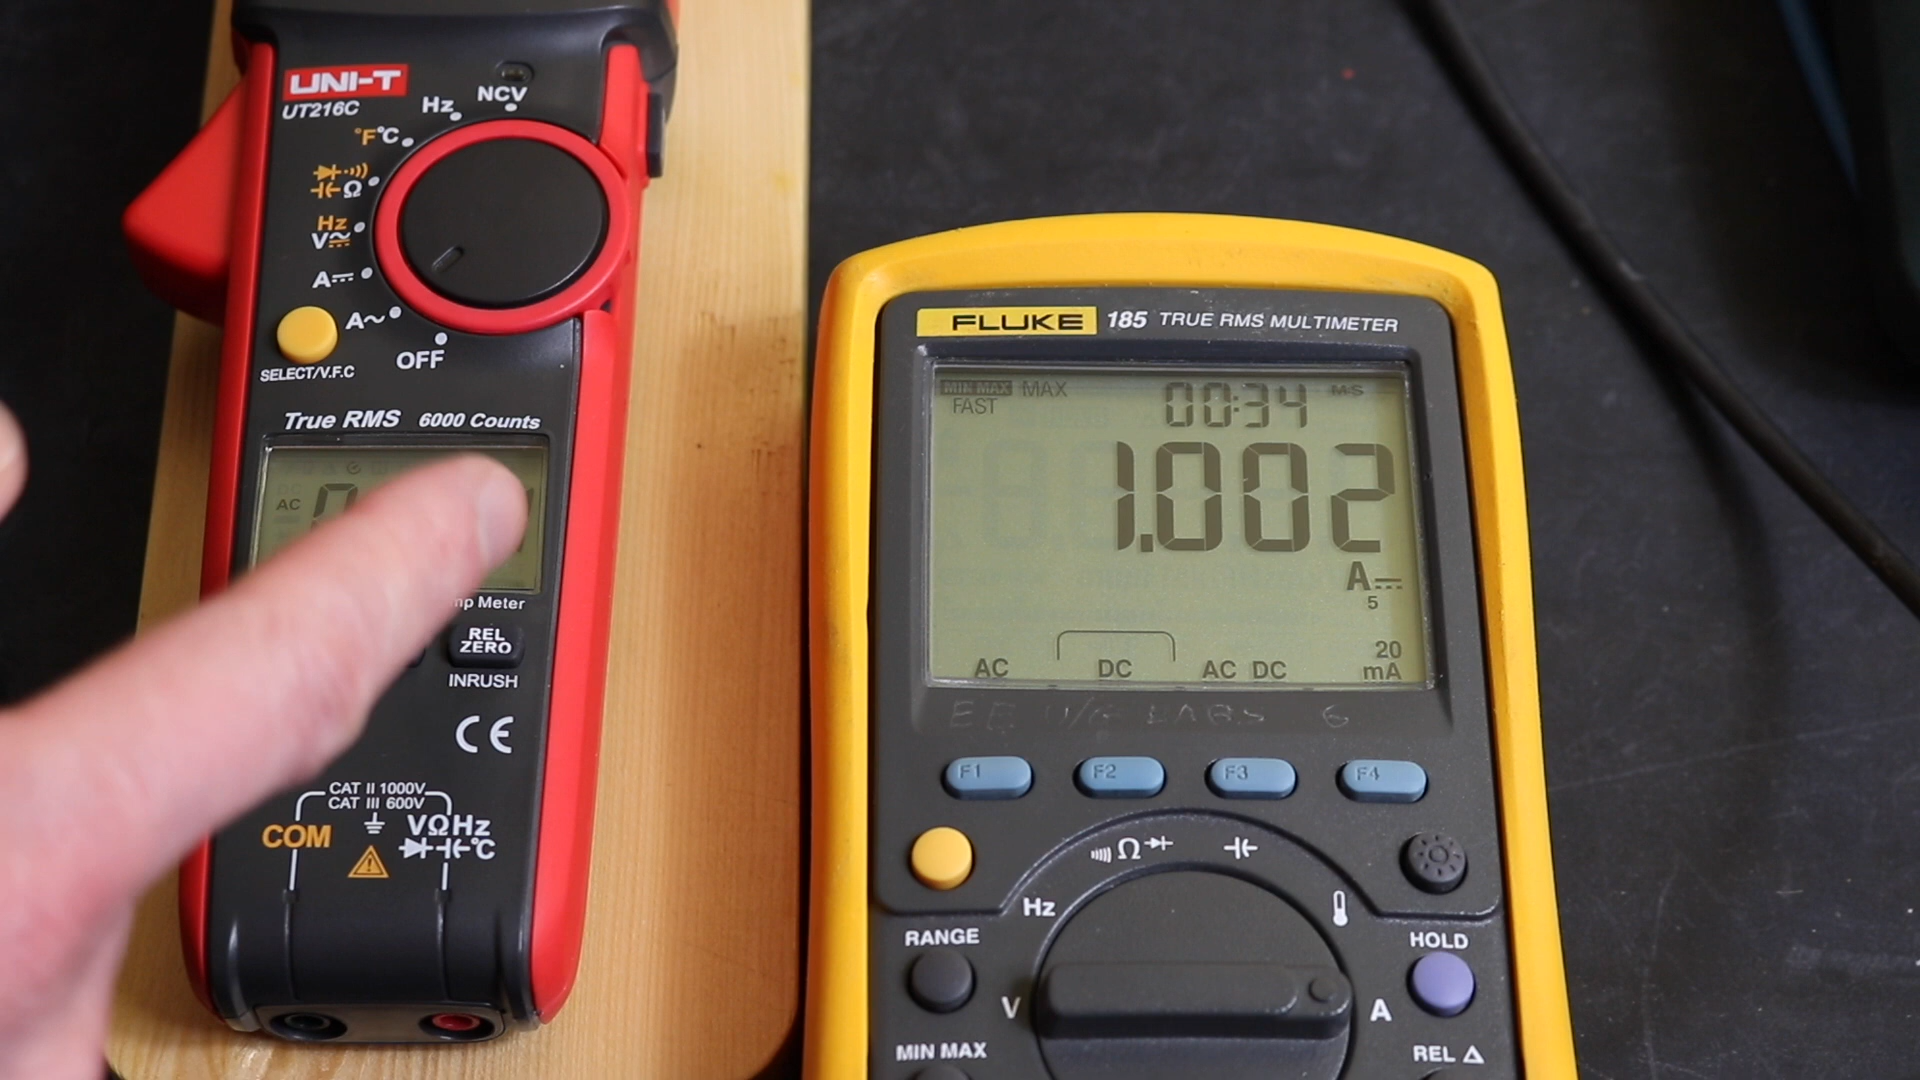 UNI-T
UT216C
NCV
Hz
°F°C
Ω
Hz
V
A
A~
OFF
SELECT/V.F.C
True RMS 6000 Counts
AC
0
Meter
REL
ZERO
INRUSH
CE
CAT II 1000V
CAT III 600V
COM
VΩHz
°C
FLUKE 185 TRUE RMS MULTIMETER
MIN MAX MAX 00:34 M:S
FAST
1.002
A
5
20
AC DC AC DC mA
F1 F2 F3 F4
Ω
Hz
RANGE
HOLD
V
A
MIN MAX
REL Δ